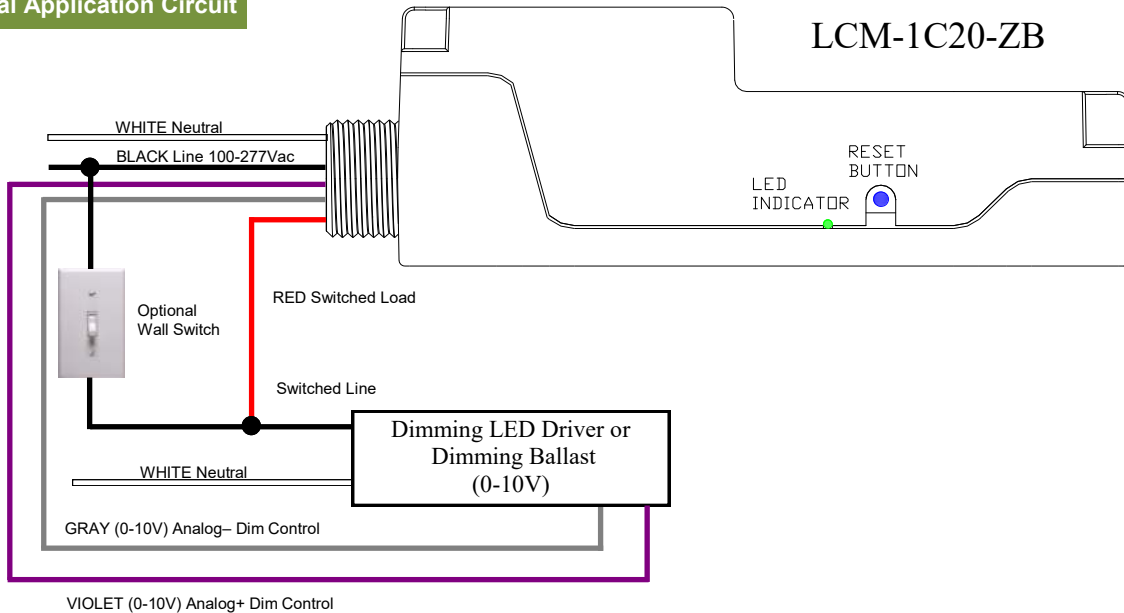 al Application Circuit
LCM-1C20-ZB
WHITE Neutral
BLACK Line 100-277Vac
RESET
BUTTON
LED
INDICATOR
RED Switched Load
Optional
Wall Switch
Switched Line
Dimming LED Driver or
Dimming Ballast
(0-10V)
WHITE Neutral
GRAY (0-10V) Analog– Dim Control
VIOLET (0-10V) Analog+ Dim Control